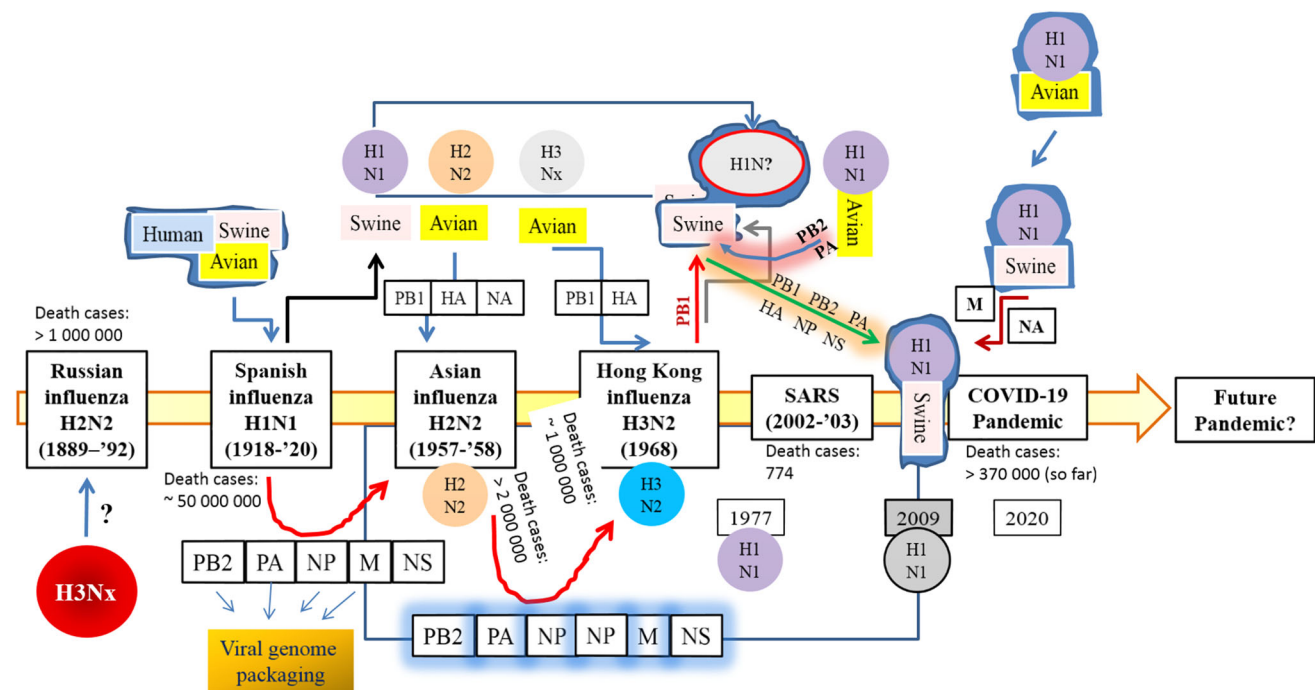 H1
N1
Avian
H1
N1
H2
N2
H3
Nx
H1N?
H1
N1
Avian
Swine
Avian
Avian
Swine
Human
Swine
Avian
H1
N1
Swine
PB2
PA
PB1
HA
NA
PB1
HA
PB1
PB1 PB2 PA
HA NP NS
M
NA
Death cases:
> 1 000 000
Russian
influenza
H2N2
(1889–’92)
Spanish
influenza
H1N1
(1918-’20)
Asian
influenza
H2N2
(1957-’58)
Hong Kong
influenza
H3N2
(1968)
SARS
(2002-’03)
H1
N1
Swine
COVID-19
Pandemic
Future
Pandemic?
Death cases:
~ 50 000 000
Death cases:
> 2 000 000
Death cases:
~ 1 000 000
Death cases:
774
Death cases:
> 370 000 (so far)
H2
N2
H3
N2
?
H3Nx
1977
H1
N1
2009
H1
N1
2020
PB2
PA
NP
M
NS
Viral genome
packaging
PB2
PA
NP
NP
M
NS